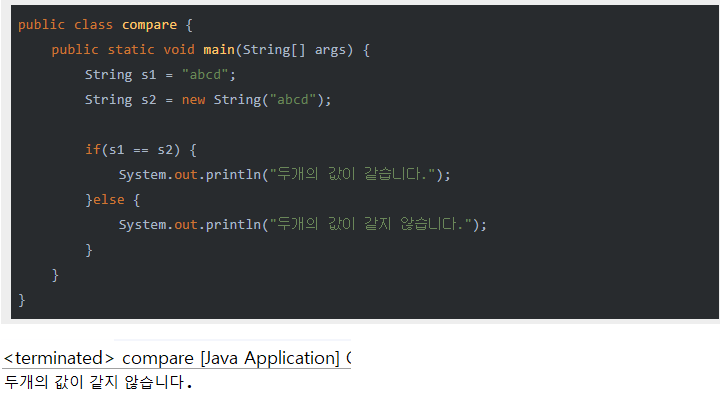 public class compare {
public static void main(String[] args) {
String s1 = "abcd";
String s2 = new String("abcd");
if(s1 == s2) {
System.out.println("두개의 값이 같습니다.");
}else {
System.out.println("두개의 값이 같지 않습니다.");
}
}
}
<terminated> compare [Java Application]
두개의 값이 같지 않습니다.